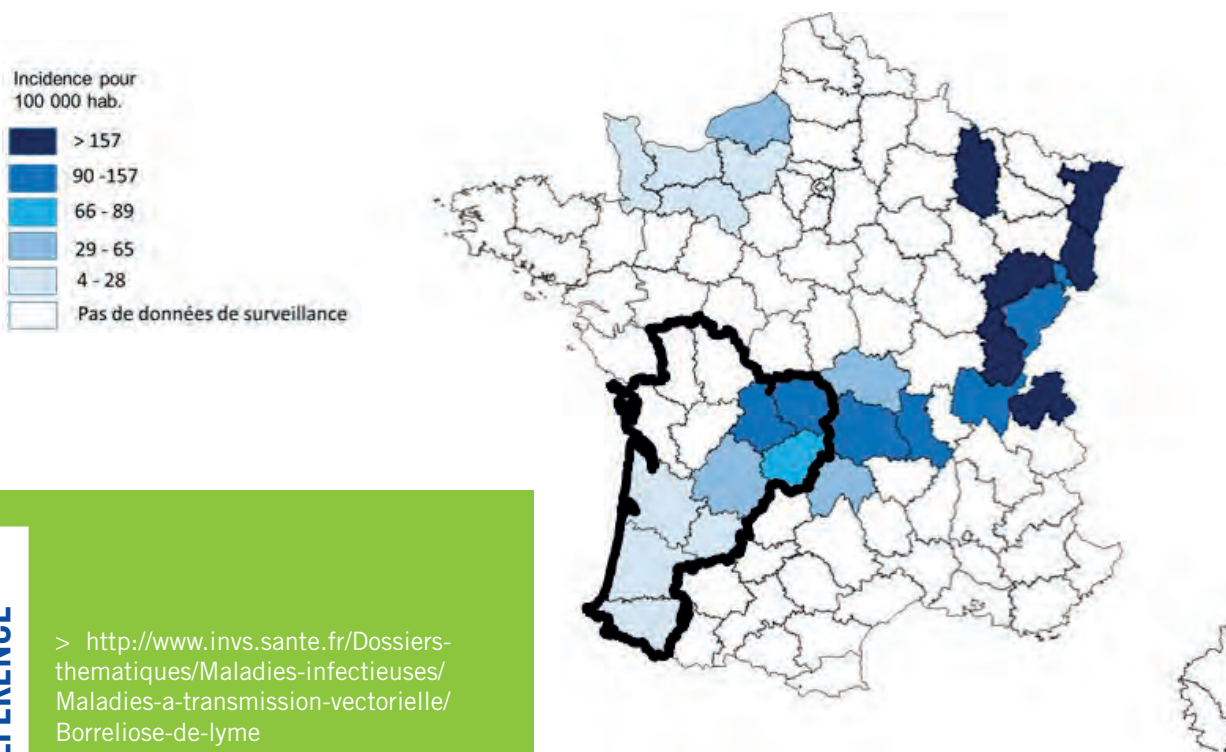 Incidence pour
100 000 hab.
> 157
90 -157
66 - 89
29 - 65
4 - 28
Pas de données de surveillance
> http://www.invs.sante.fr/Dossiers-
thematiques/Maladies-infectieuses/
Maladies-a-transmission-vectorielle/
Borreliose-de-lyme